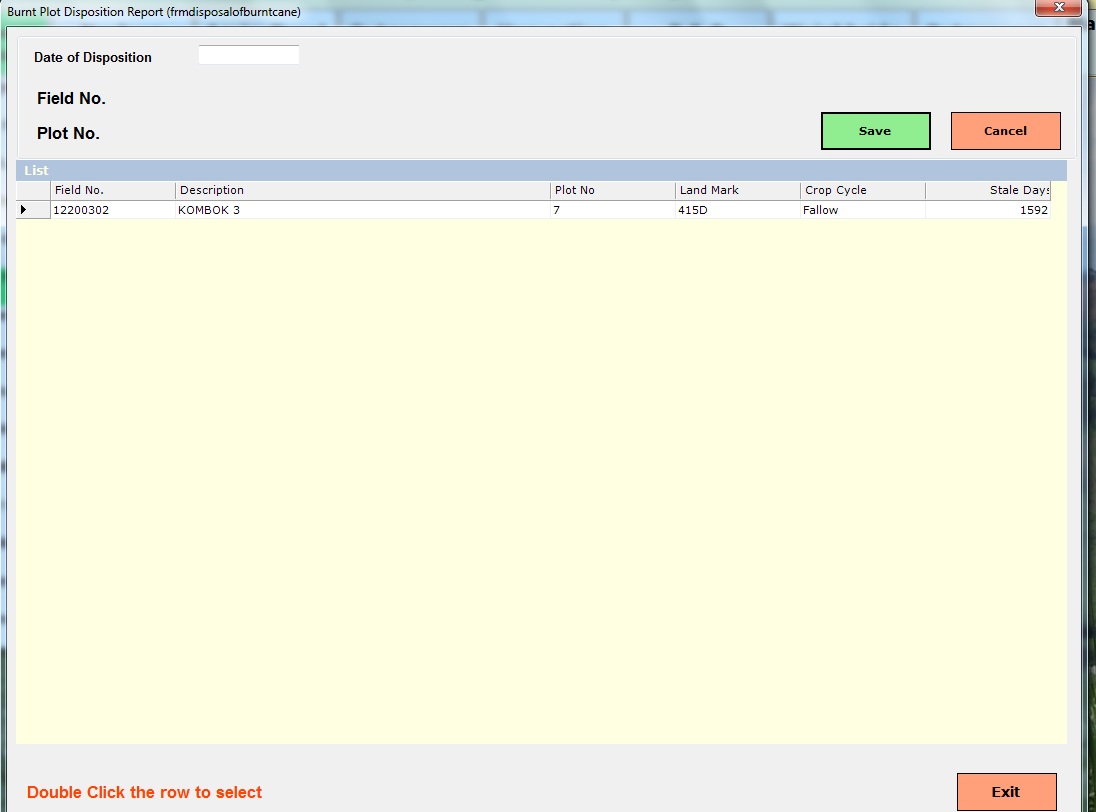 Burnt Plot Disposition Report (frmdisposalofburntcane)
x
Date of Disposition
Field No.
Plot No.
Save Cancel
List
Field No. Description Plot No Land Mark Crop Cycle Stale Days
12200302 KOMBOK 3 7 415D Fallow 1592
Double Click the row to select
Exit